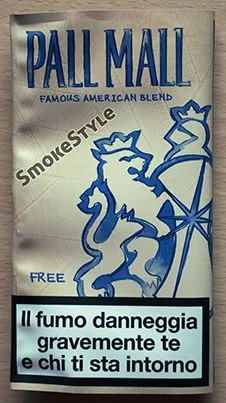 PALL MALL
FAMOUS AMERICAN BLEND
SMOKESTYLE
FREE
Il fumo danneggia
gravemente te
e chi ti sta intorno